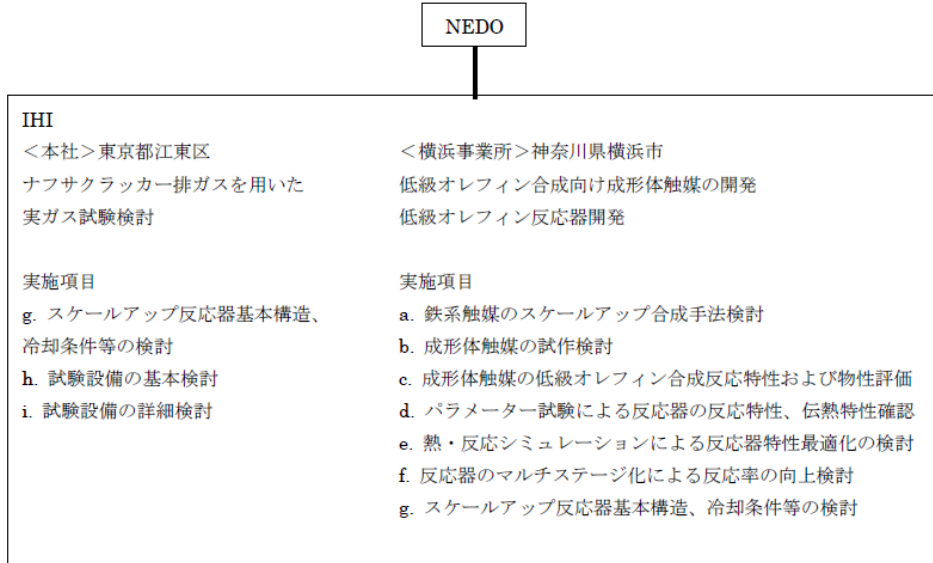 NEDO
IHI
＜本社＞東京都江東区
ナフサクラッカー排ガスを用いた
実ガス試験検討
実施項目
g. スケールアップ反応器基本構造、
冷却条件等の検討
h. 試験設備の基本検討
i. 試験設備の詳細検討
＜横浜事業所＞神奈川県横浜市
低級オレフィン合成向け成形体触媒の開発
低級オレフィン反応器開発
実施項目
a. 鉄系触媒のスケールアップ合成手法検討
b. 成形体触媒の試作検討
c. 成形体触媒の低級オレフィン合成反応特性および物性評価
d. パラメーター試験による反応器の反応特性、伝熱特性確認
e. 熱・反応シミュレーションによる反応器特性最適化の検討
f. 反応器のマルチステージ化による反応率の向上検討
g. スケールアップ反応器基本構造、冷却条件等の検討